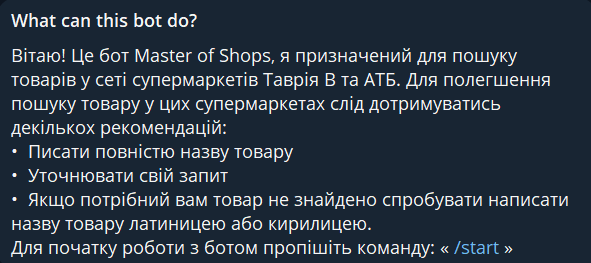 What can this bot do?
Вітаю! Це бот Master of Shops, я призначений для пошуку
товарів у сеті супермаркетів Таврія В та АТБ. Для полегшення
пошуку товару у цих супермаркетах слід дотримуватись
декількох рекомендацій:
• Писати повністю назву товару
• Уточнювати свій запит
• Якщо потрібний вам товар не знайдено спробувати написати
назву товару латиницею або кирилицею.
Для початку роботи з ботом пропішіть команду: « /start »